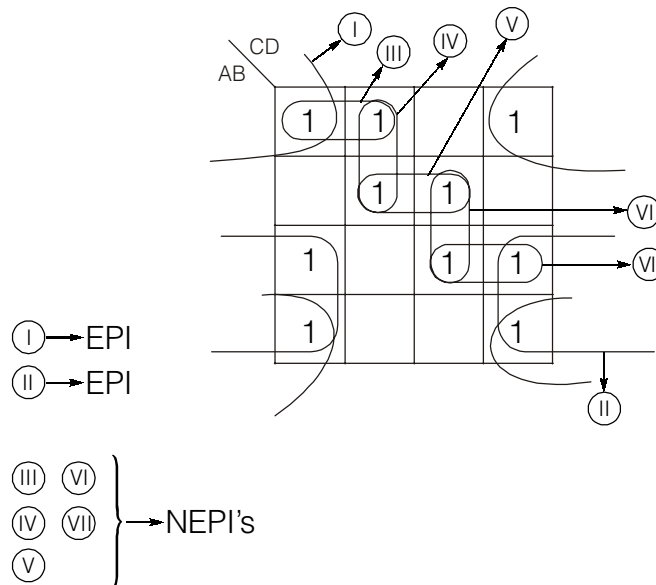 I
III
IV
V
CD
AB
1 1 1
1 1
VI
1 1 1
VI
1 1
I → EPI
II → EPI
II
III VI
IV VII → NEPI's
V